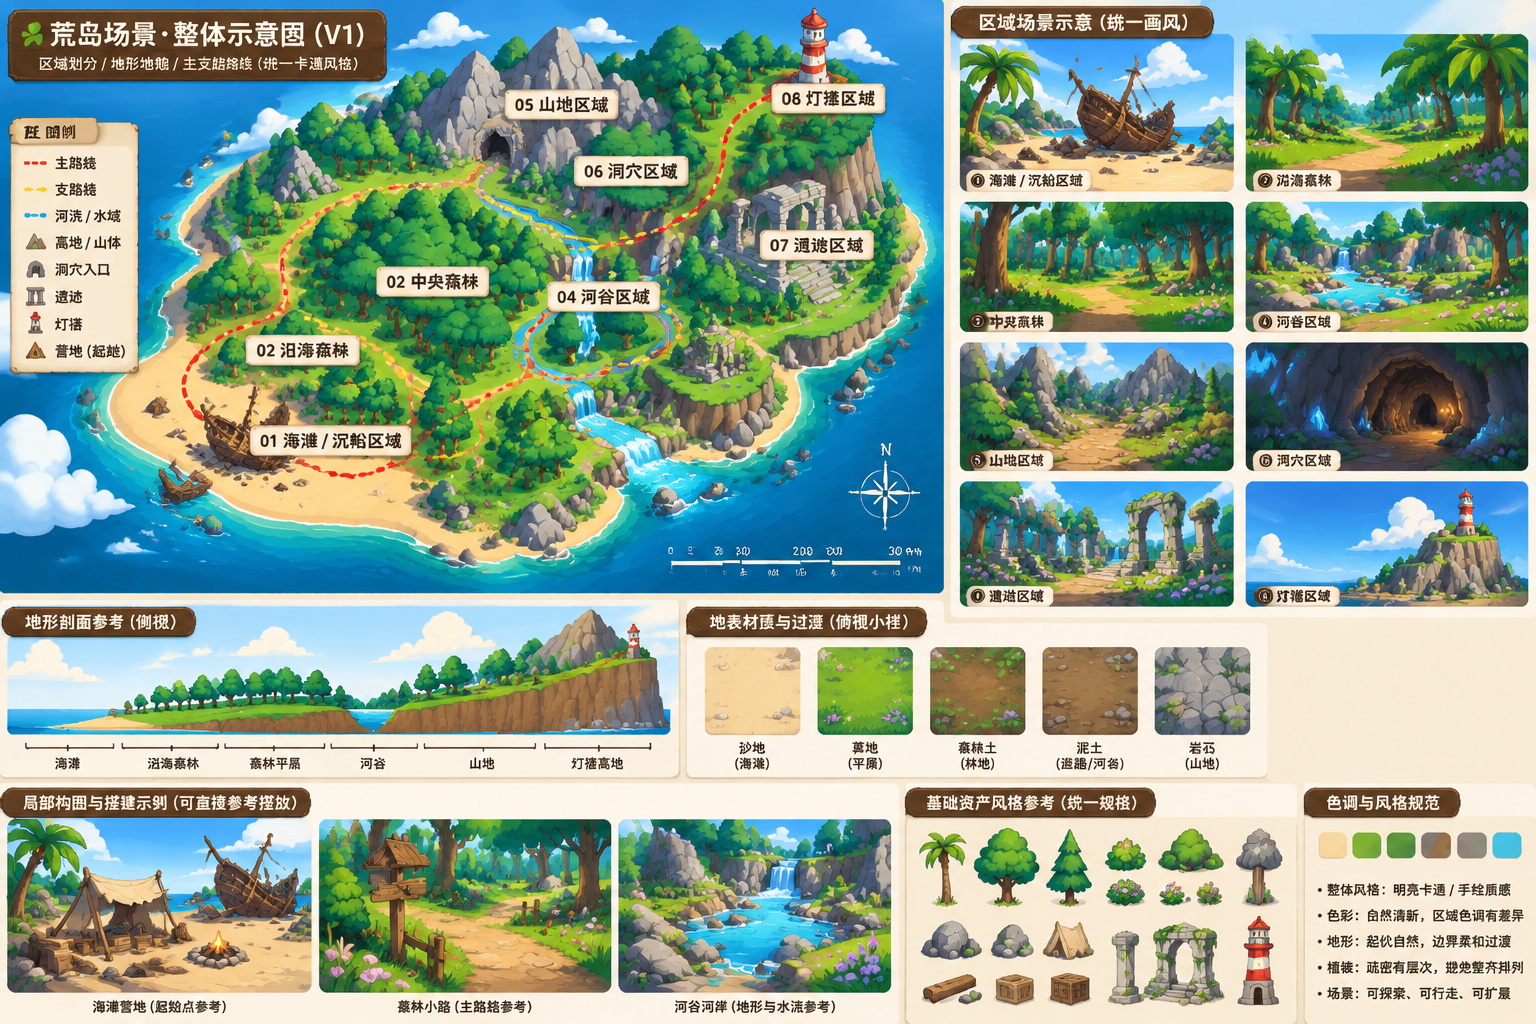 荒岛场景·整体示意图 (V1)
区域划分 / 地形地貌 / 主支路线 (统一卡通风格)
图例
主路线
支路线
河流 / 水域
高地 / 山体
洞穴入口
遗迹
灯塔
营地 (起始)
05 山地区域
08 灯塔区域
06 洞穴区域
07 遗迹区域
02 中央森林
04 河谷区域
02 沿海森林
01 海滩 / 沉船区域
N
区域场景示意 (统一画风)
海滩 / 沉船区域
沿海森林
中央森林
河谷区域
山地区域
洞穴区域
遗迹区域
灯塔区域
地形剖面参考 (侧视)
海滩
沿海森林
森林平原
河谷
山地
灯塔高地
地表材质与过渡 (俯视小样)
沙地
(海滩)
草地
(平原)
森林土
(林地)
泥土
(道路/河谷)
岩石
(山地)
局部构图与搭建示例 (可直接参考摆放)
海滩营地 (起始点参考)
森林小路 (主路线参考)
河谷河岸 (地形与水流参考)
基础资产风格参考 (统一规格)
色调与风格规范
• 整体风格: 明亮卡通 / 手绘质感
• 色彩: 自然清新, 区域色调有差异
• 地形: 起伏自然, 边界柔和过渡
• 植被: 疏密有层次, 避免整齐排列
• 场景: 可探索、可行走、可扩展